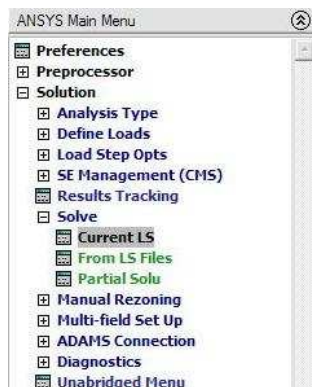 ANSYS Main Menu
Preferences
Preprocessor
Solution
Analysis Type
Define Loads
Load Step Opts
SE Management (CMS)
Results Tracking
Solve
Current LS
From LS Files
Partial Solu
Manual Rezoning
Multi-field Set Up
ADAMS Connection
Diagnostics
Unabridged Menu